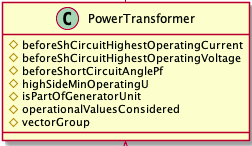 C PowerTransformer
beforeShCircuitHighestOperatingCurrent
beforeShCircuitHighestOperatingVoltage
beforeShortCircuitAnglePf
highSideMinOperatingU
isPartOfGeneratorUnit
operationalValuesConsidered
vectorGroup